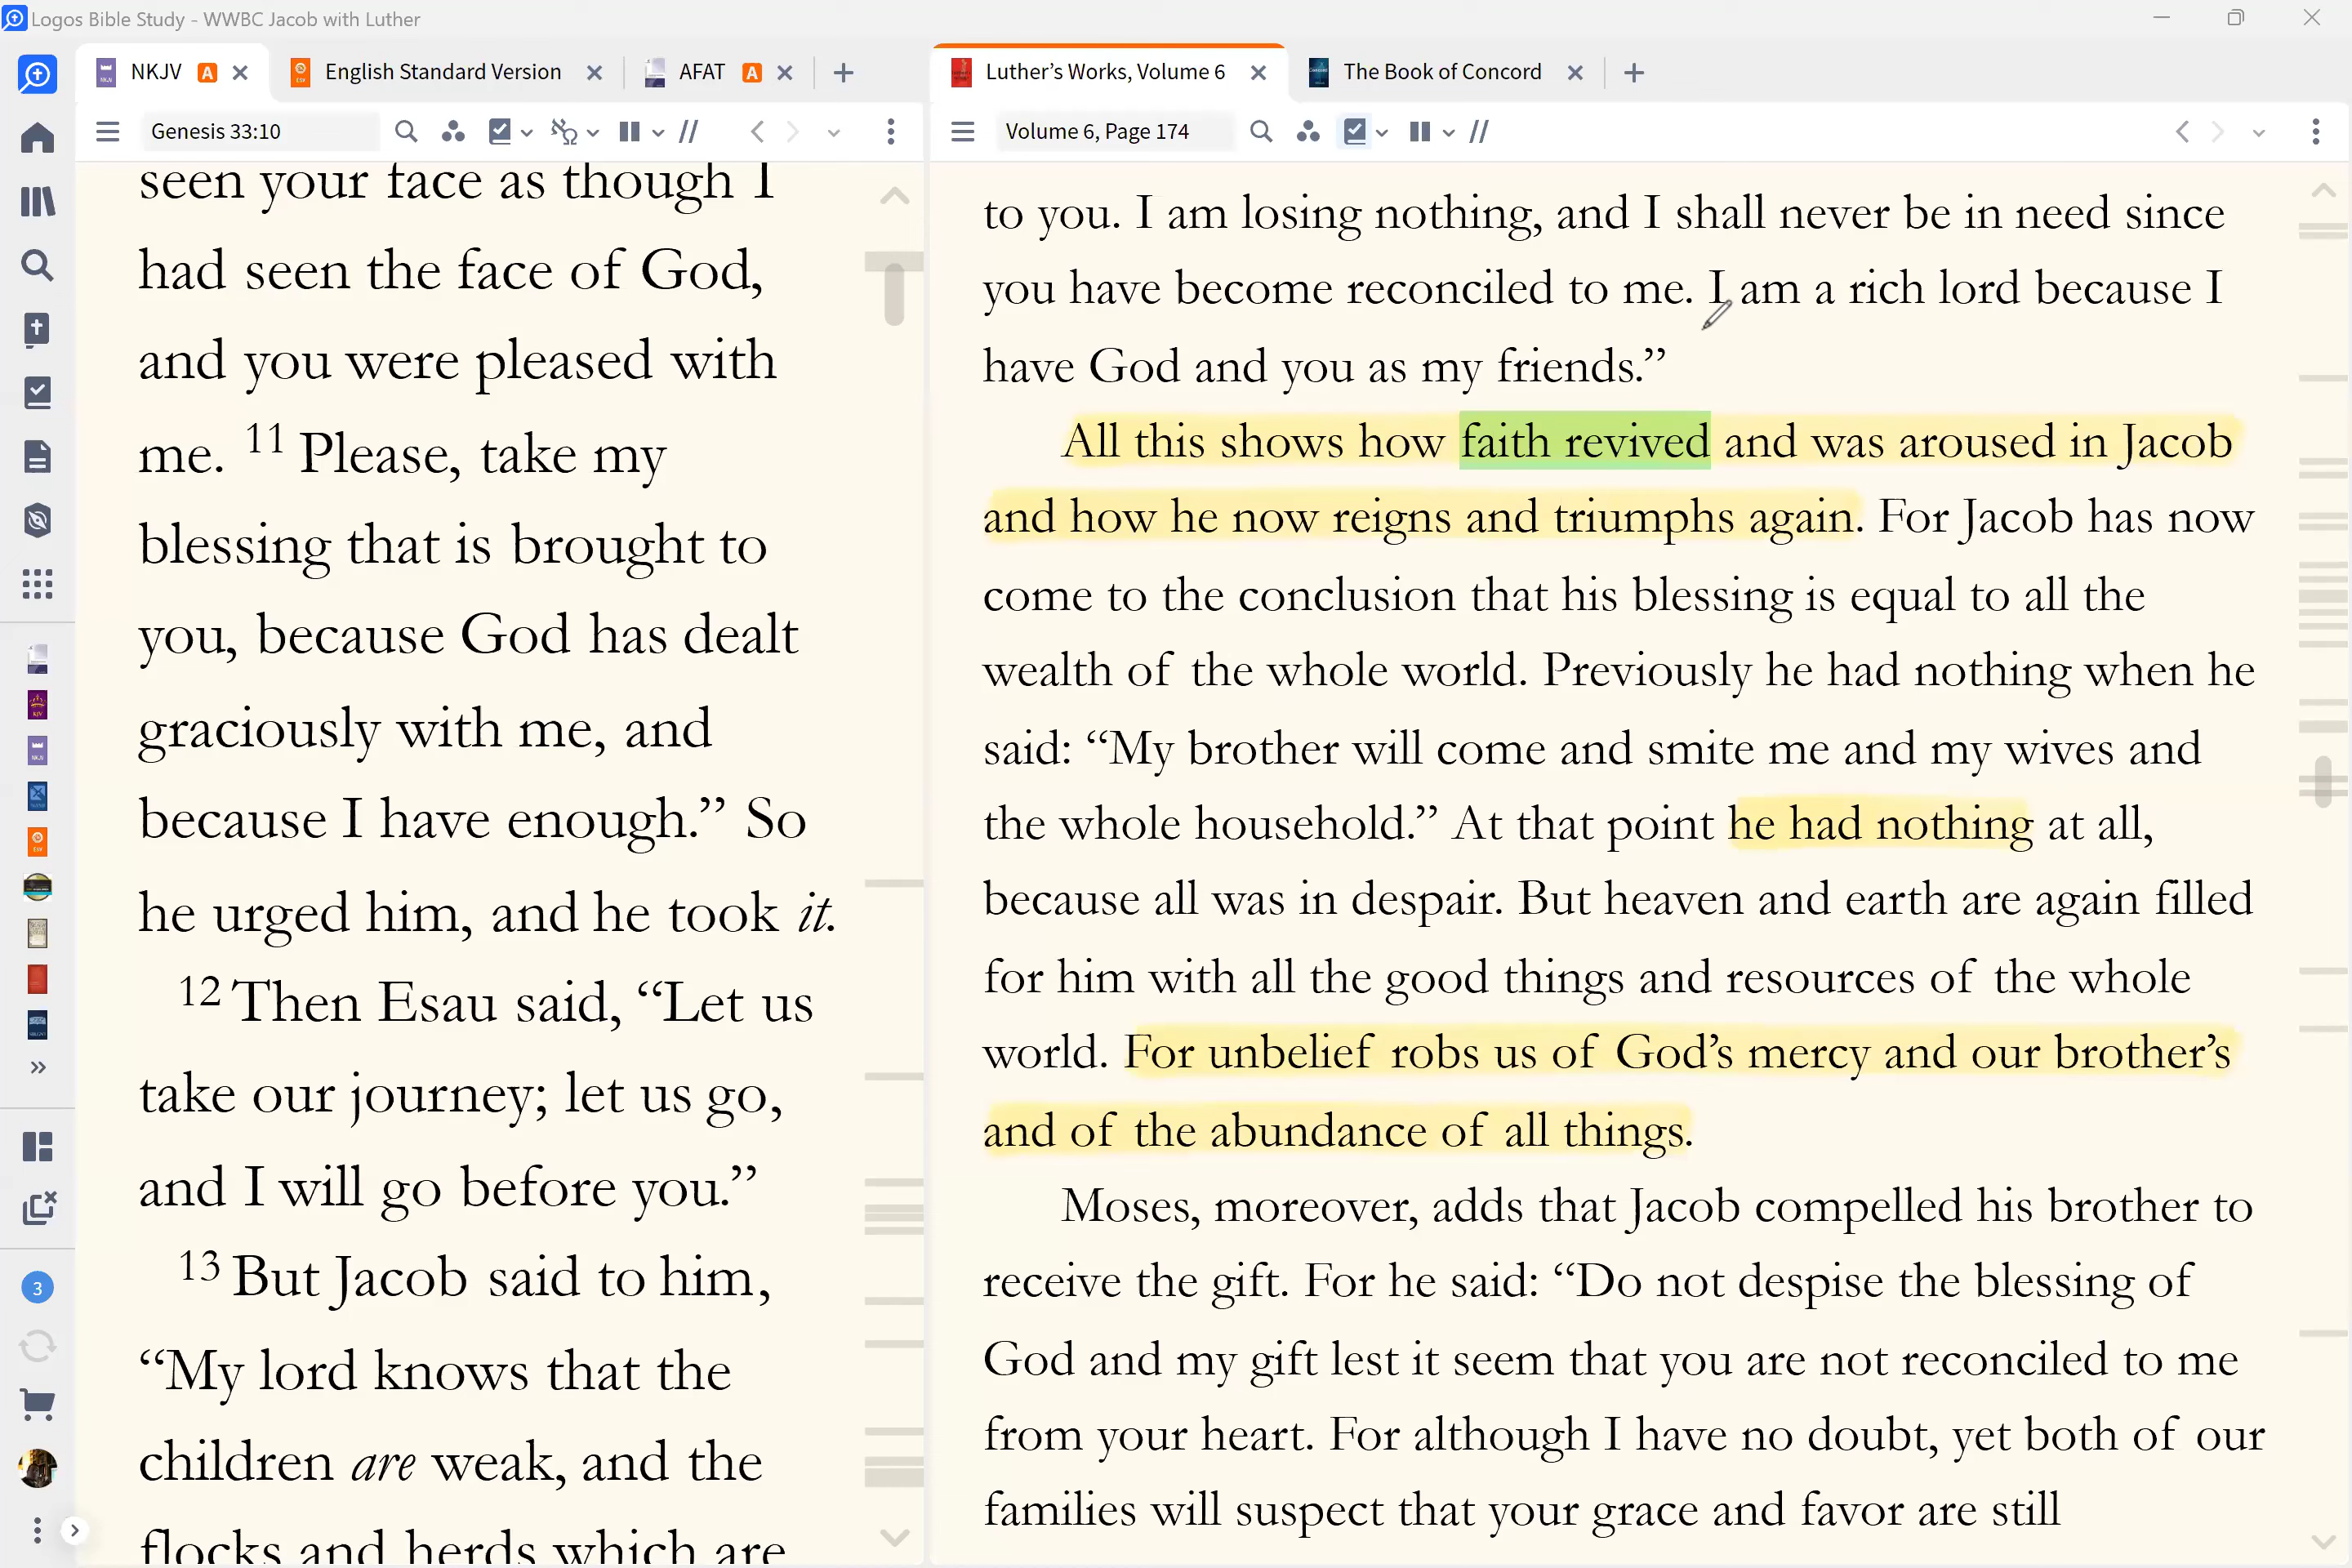 Logos Bible Study - WWBC Jacob with Luther
NKJV A
English Standard Version
AFAT A
Genesis 33:10
seen your face as though I
had seen the face of God,
and you were pleased with
me. 11 Please, take my
blessing that is brought to
you, because God has dealt
graciously with me, and
because I have enough.” So
he urged him, and he took it.
12 Then Esau said, “Let us
take our journey; let us go,
and I will go before you.”
13 But Jacob said to him,
“My lord knows that the
children are weak, and the
flocks and herds which are
Luther’s Works, Volume 6
The Book of Concord
Volume 6, Page 174
to you. I am losing nothing, and I shall never be in need since
you have become reconciled to me. I am a rich lord because I
have God and you as my friends.”
All this shows how faith revived and was aroused in Jacob
and how he now reigns and triumphs again. For Jacob has now
come to the conclusion that his blessing is equal to all the
wealth of the whole world. Previously he had nothing when he
said: “My brother will come and smite me and my wives and
the whole household.” At that point he had nothing at all,
because all was in despair. But heaven and earth are again filled
for him with all the good things and resources of the whole
world. For unbelief robs us of God’s mercy and our brother’s
and of the abundance of all things.
Moses, moreover, adds that Jacob compelled his brother to
receive the gift. For he said: “Do not despise the blessing of
God and my gift lest it seem that you are not reconciled to me
from your heart. For although I have no doubt, yet both of our
families will suspect that your grace and favor are still
3